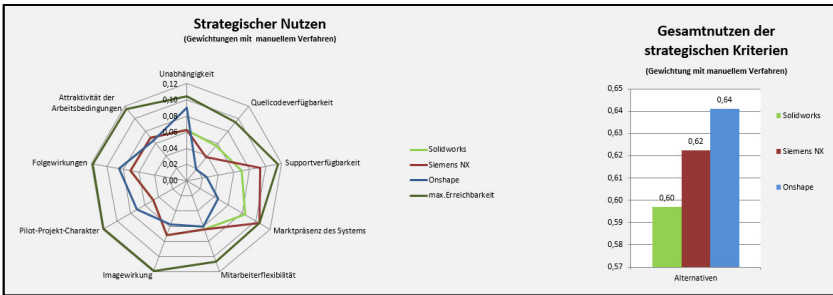 Strategischer Nutzen
(Gewichtungen mit manuellem Verfahren)
Unabhängigkeit
Quellcodeverfügbarkeit
Supportverfügbarkeit
Marktpräsenz des Systems
Mitarbeiterflexibilität
Imagewirkung
Pilot-Projekt-Charakter
Folgewirkungen
Attraktivität der
Arbeitsbedingungen
0,12
0,10
0,08
0,06
0,04
0,02
0,00
Solidworks
Siemens NX
Onshape
max.Erreichbarkeit
Gesamtnutzen der
strategischen Kriterien
(Gewichtung mit manuellem Verfahren)
0,65
0,64
0,63
0,62
0,61
0,60
0,59
0,58
0,57
0,60
0,62
0,64
Alternativen
Solidworks
Siemens NX
Onshape